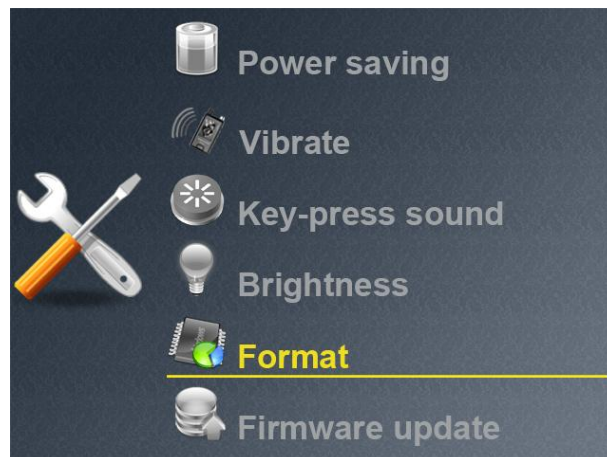 Power saving
Vibrate
Key-press sound
Brightness
Format
Firmware update